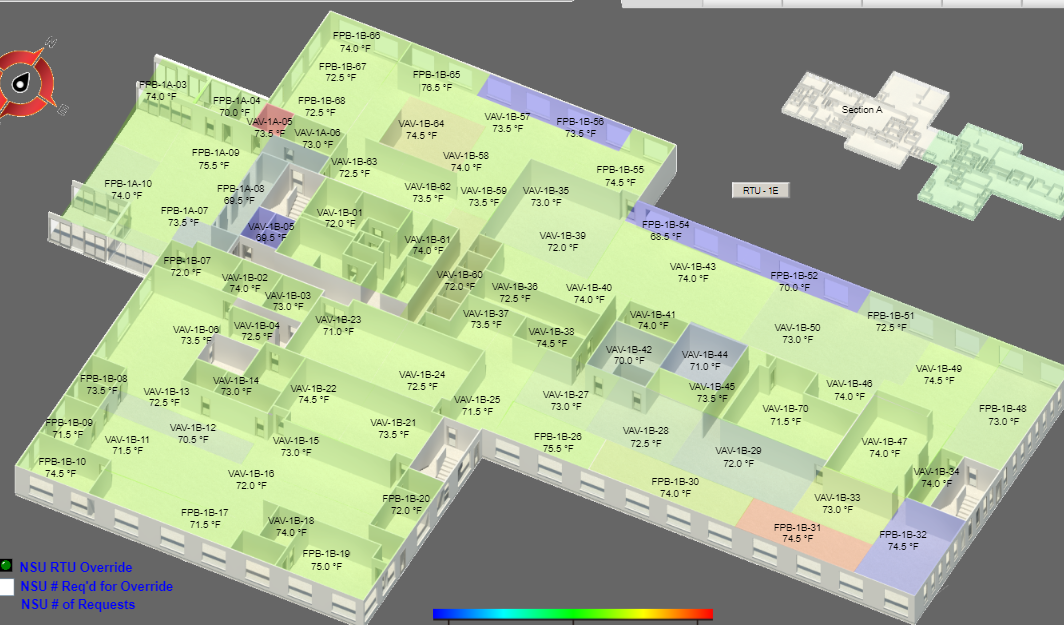 FPB-1B-66
74.0 °F
FPB-1B-67
72.5 °F
FPB-1B-65
76.5 °F
FPB-1A-03
74.0 °F
FPB-1A-04
70.0 °F
FPB-1B-68
72.5 °F
VAV-1A-05
73.5 °F
VAV-1A-06
73.0 °F
VAV-1B-64
74.5 °F
VAV-1B-57
73.5 °F
FPB-1B-56
73.5 °F
Section A
FPB-1A-09
75.5 °F
VAV-1B-63
72.5 °F
VAV-1B-58
74.0 °F
FPB-1B-55
74.5 °F
FPB-1A-10
74.0 °F
FPB-1A-08
69.5 °F
VAV-1B-62
73.5 °F
VAV-1B-59
73.5 °F
VAV-1B-35
73.0 °F
RTU - 1E
FPB-1A-07
73.5 °F
VAV-1B-05
69.5 °F
VAV-1B-01
72.0 °F
VAV-1B-61
74.0 °F
VAV-1B-39
72.0 °F
FPB-1B-54
68.5 °F
FPB-1B-07
72.0 °F
VAV-1B-02
74.0 °F
VAV-1B-03
73.0 °F
VAV-1B-60
72.0 °F
VAV-1B-36
72.5 °F
VAV-1B-40
74.0 °F
VAV-1B-43
74.0 °F
FPB-1B-52
70.0 °F
VAV-1B-06
73.5 °F
VAV-1B-04
72.5 °F
VAV-1B-23
71.0 °F
VAV-1B-37
73.5 °F
VAV-1B-38
74.5 °F
VAV-1B-41
74.0 °F
VAV-1B-50
73.0 °F
FPB-1B-51
72.5 °F
VAV-1B-42
70.0 °F
VAV-1B-44
71.0 °F
FPB-1B-08
73.5 °F
VAV-1B-13
72.5 °F
VAV-1B-14
73.0 °F
VAV-1B-22
74.5 °F
VAV-1B-24
72.5 °F
VAV-1B-25
71.5 °F
VAV-1B-27
73.0 °F
VAV-1B-45
73.5 °F
VAV-1B-46
74.0 °F
VAV-1B-49
74.5 °F
FPB-1B-09
71.5 °F
VAV-1B-11
71.5 °F
VAV-1B-12
70.5 °F
VAV-1B-15
73.0 °F
VAV-1B-21
73.5 °F
FPB-1B-26
75.5 °F
VAV-1B-28
72.5 °F
VAV-1B-70
71.5 °F
FPB-1B-48
73.0 °F
FPB-1B-10
74.5 °F
VAV-1B-16
72.0 °F
VAV-1B-29
72.0 °F
VAV-1B-47
74.0 °F
VAV-1B-34
74.0 °F
FPB-1B-17
71.5 °F
VAV-1B-18
74.0 °F
FPB-1B-20
72.0 °F
FPB-1B-30
74.0 °F
VAV-1B-33
73.0 °F
FPB-1B-19
75.0 °F
FPB-1B-31
74.5 °F
FPB-1B-32
74.5 °F
NSU RTU Override
NSU # Req'd for Override
NSU # of Requests